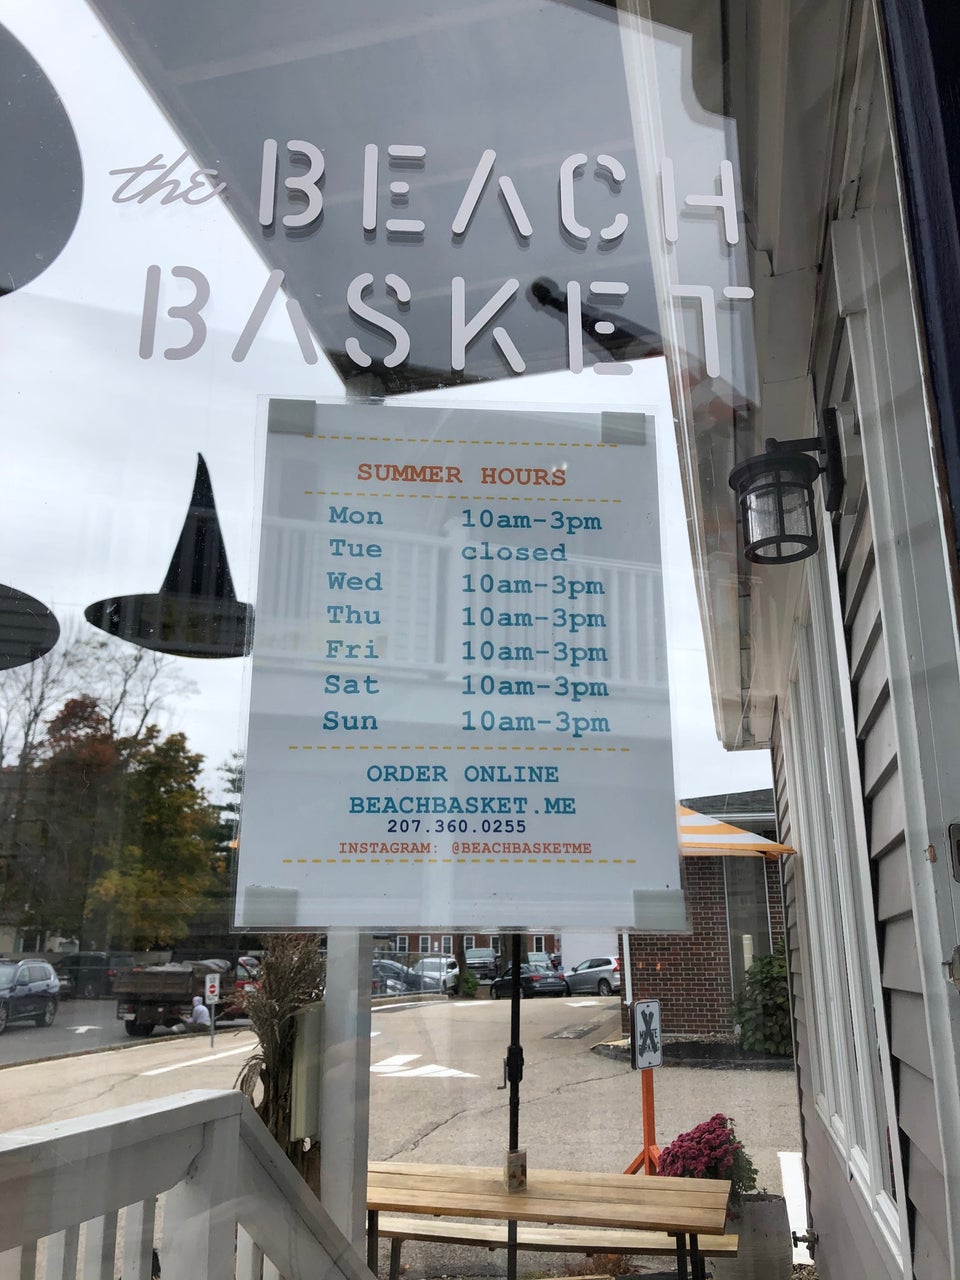 the BEACH
BASKET
SUMMER HOURS
Mon 10am-3pm
Tue closed
Wed 10am-3pm
Thu 10am-3pm
Fri 10am-3pm
Sat 10am-3pm
Sun 10am-3pm
ORDER ONLINE
BEACHBASKET.ME
207.360.0255
INSTAGRAM: @BEACHBASKETME